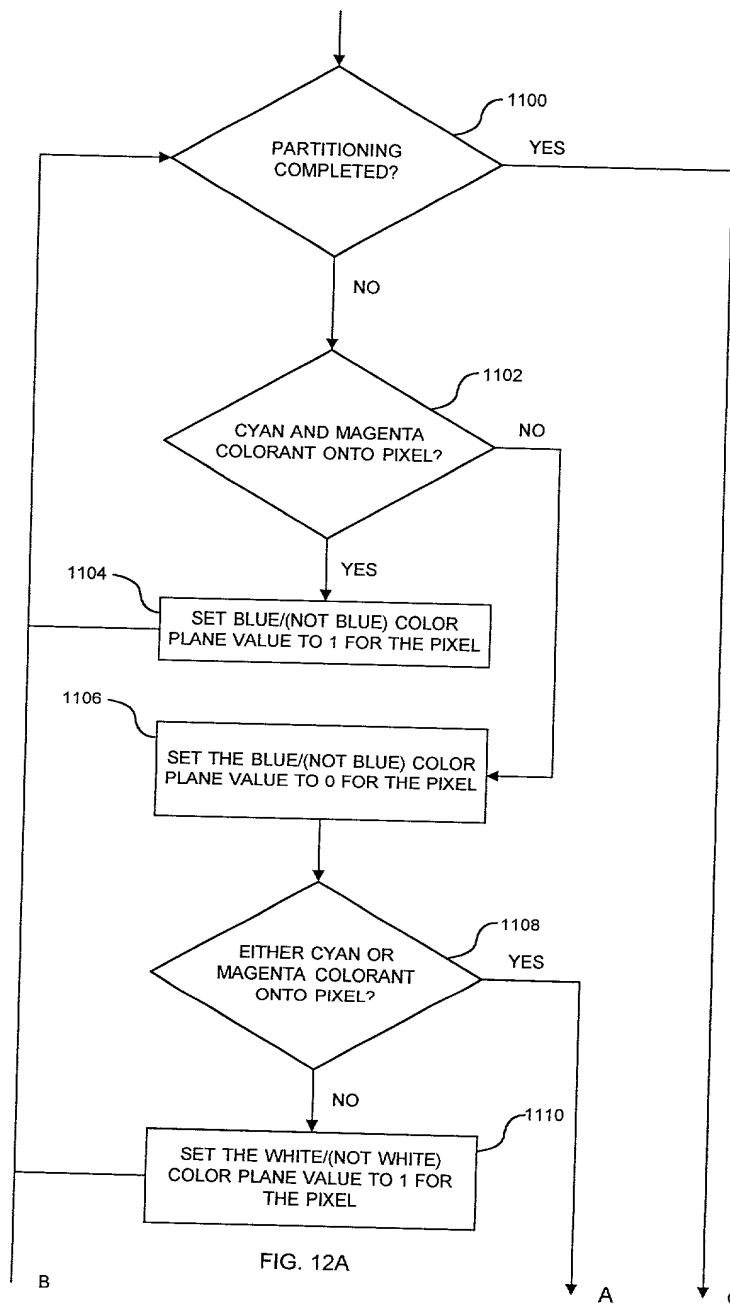 1100
PARTITIONING
COMPLETED?
YES
NO
1102
CYAN AND MAGENTA
COLORANT ONTO PIXEL?
NO
YES
1104
SET BLUE/(NOT BLUE) COLOR
PLANE VALUE TO 1 FOR THE PIXEL
1106
SET THE BLUE/(NOT BLUE) COLOR
PLANE VALUE TO 0 FOR THE PIXEL
1108
EITHER CYAN OR
MAGENTA COLORANT
ONTO PIXEL?
YES
NO
1110
SET THE WHITE/(NOT WHITE)
COLOR PLANE VALUE TO 1 FOR
THE PIXEL
FIG. 12A
B
A